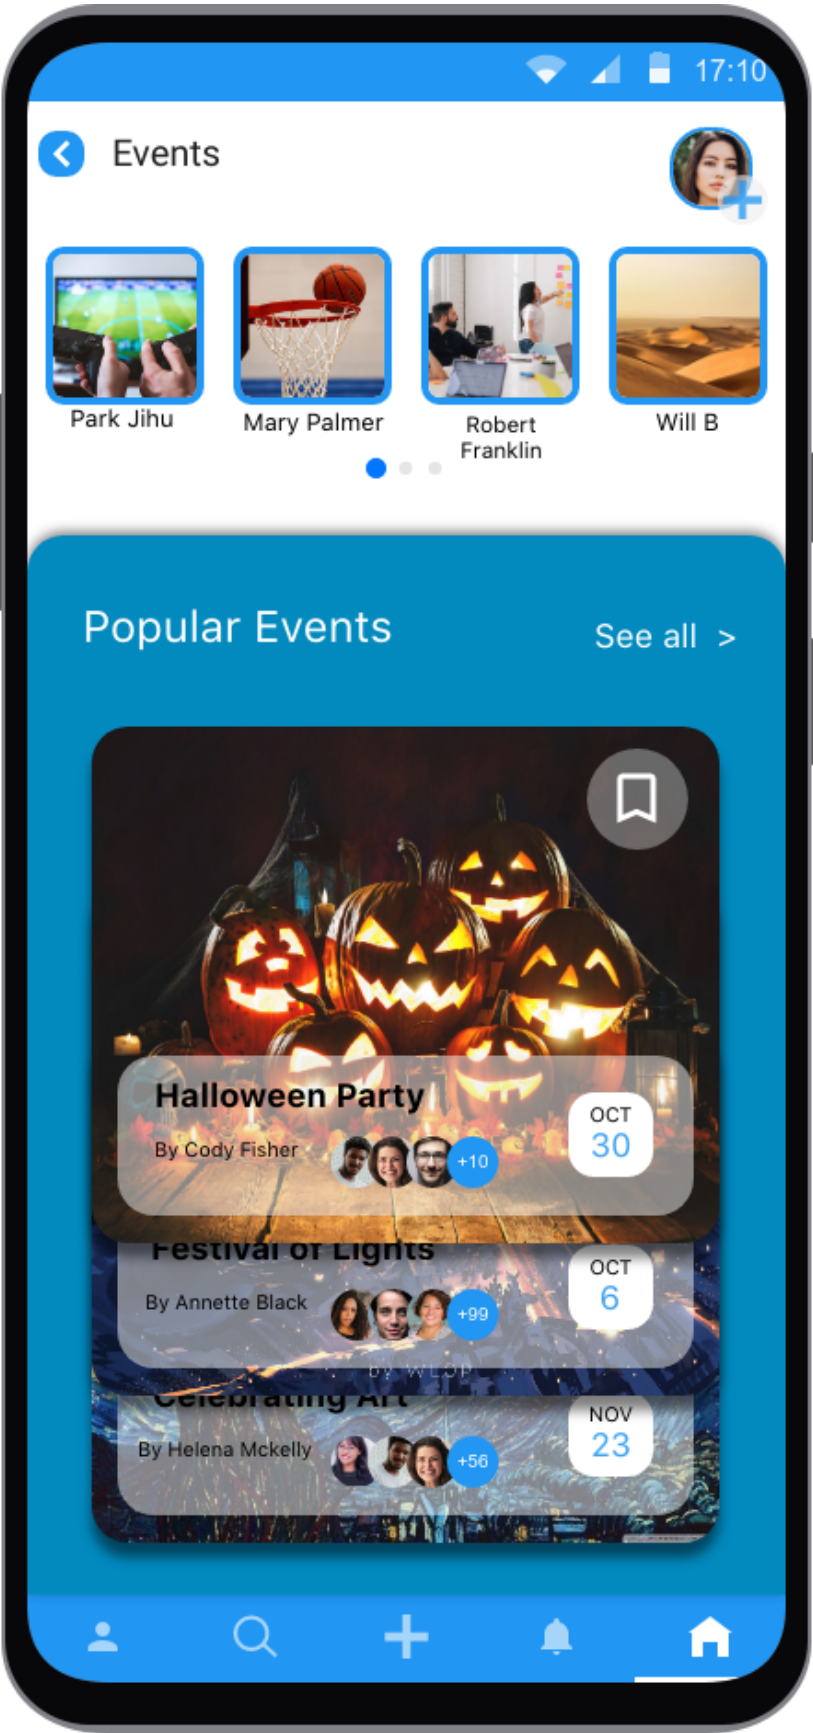 17:10
Events
Park Jihu
Mary Palmer
Robert
Franklin
Will B
Popular Events
See all >
Halloween Party
By Cody Fisher
+10
OCT
30
Festival of Lights
By Annette Black
+99
OCT
6
by WLOP
Celebrating Art
By Helena Mckelly
+56
NOV
23